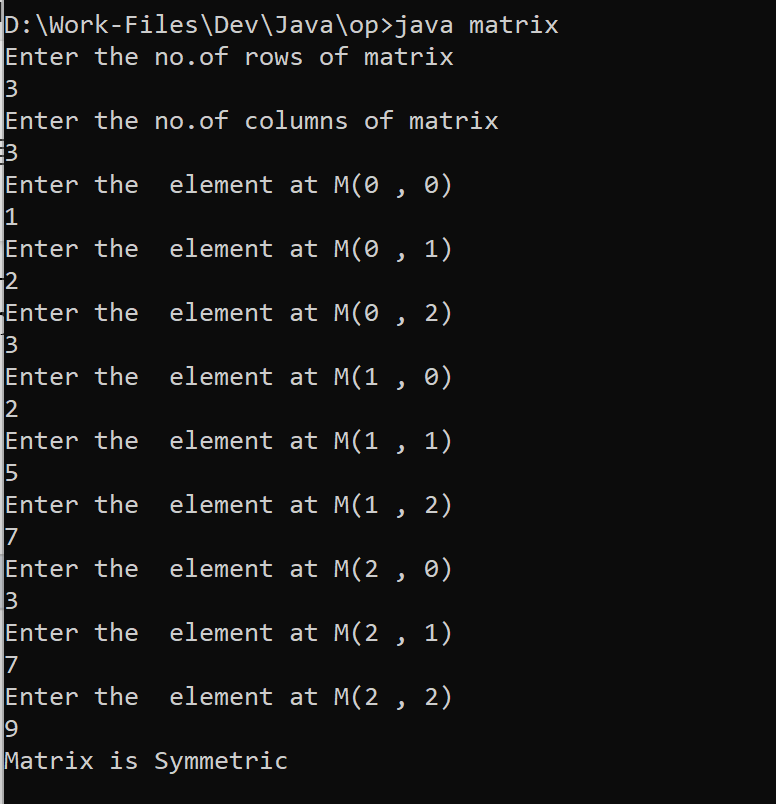 D:\Work-Files\Dev\Java\op>java matrix
Enter the no.of rows of matrix
3
Enter the no.of columns of matrix
3
Enter the  element at M(0 , 0)
1
Enter the  element at M(0 , 1)
2
Enter the  element at M(0 , 2)
3
Enter the  element at M(1 , 0)
2
Enter the  element at M(1 , 1)
5
Enter the  element at M(1 , 2)
7
Enter the  element at M(2 , 0)
3
Enter the  element at M(2 , 1)
7
Enter the  element at M(2 , 2)
9
Matrix is Symmetric